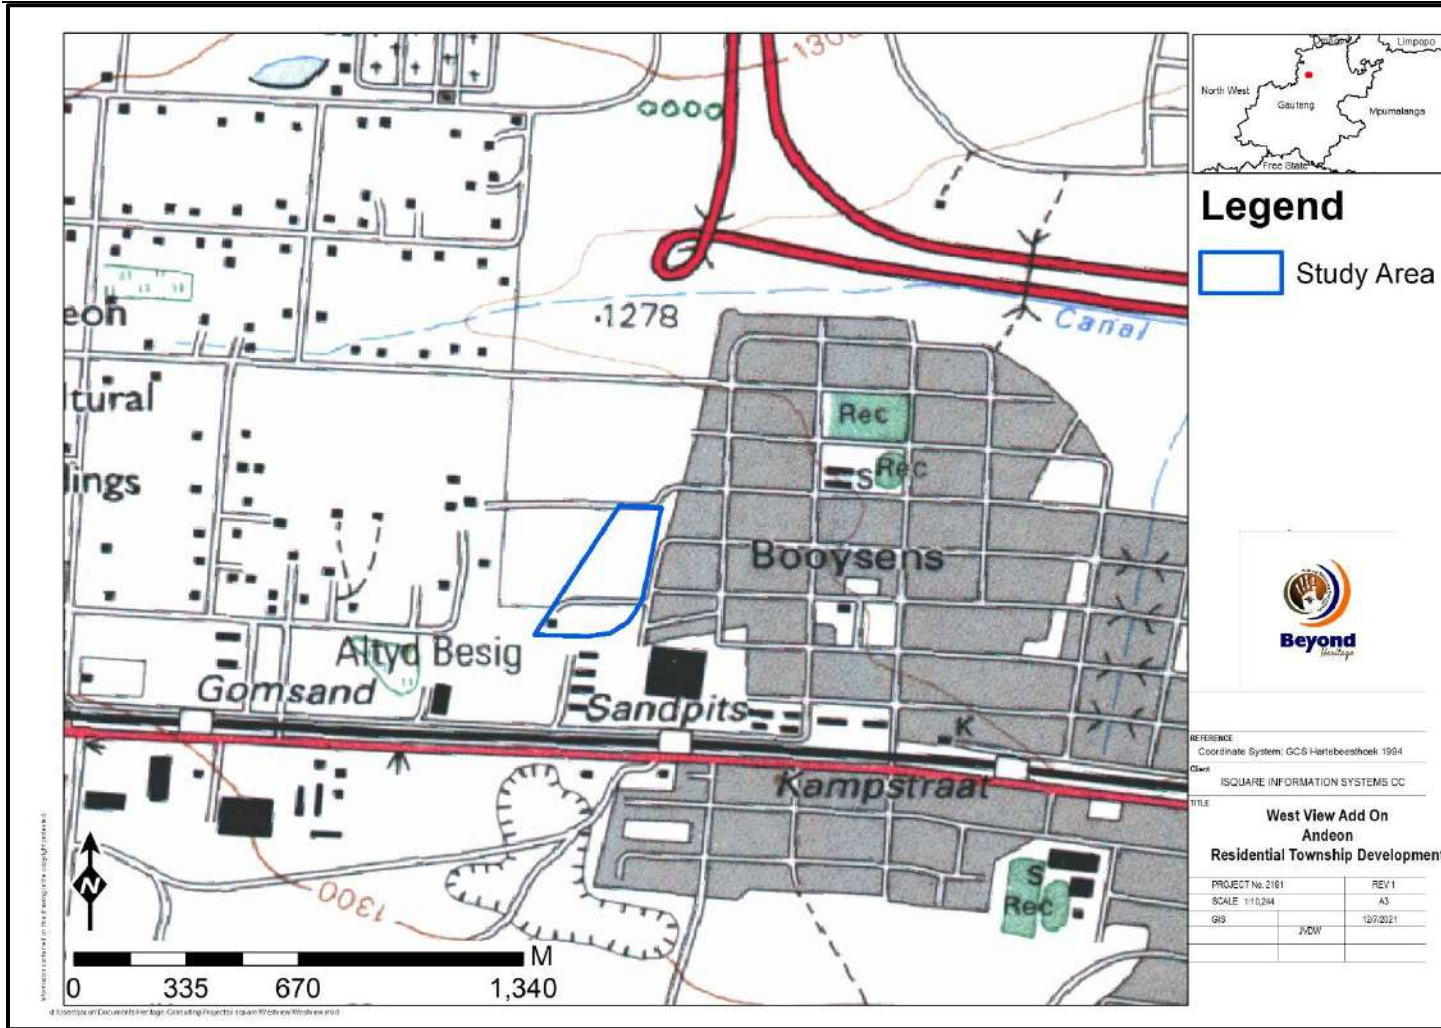 1300
Limpopo
North West
Gauteng
Mpumalanga
Free State
Legend
Study Area
Canal
.1278
eon
tural
lings
Rec
Rec
S
Booysens
Altyd Besig
Gomsand
Sandpits
K
Kampstraat
1300
S
Rec
N
M
0 335 670 1,340
Beyond
Heritage
REFERENCE
Coordinate System: GCS Hartebeesthoek 1994
Client
ISQUARE INFORMATION SYSTEMS CC
TITLE
West View Add On
Andeon
Residential Township Development
PROJECT No. 2191 REV 1
SCALE 1:10,244 A3
GIS 12/7/2021
JVDW